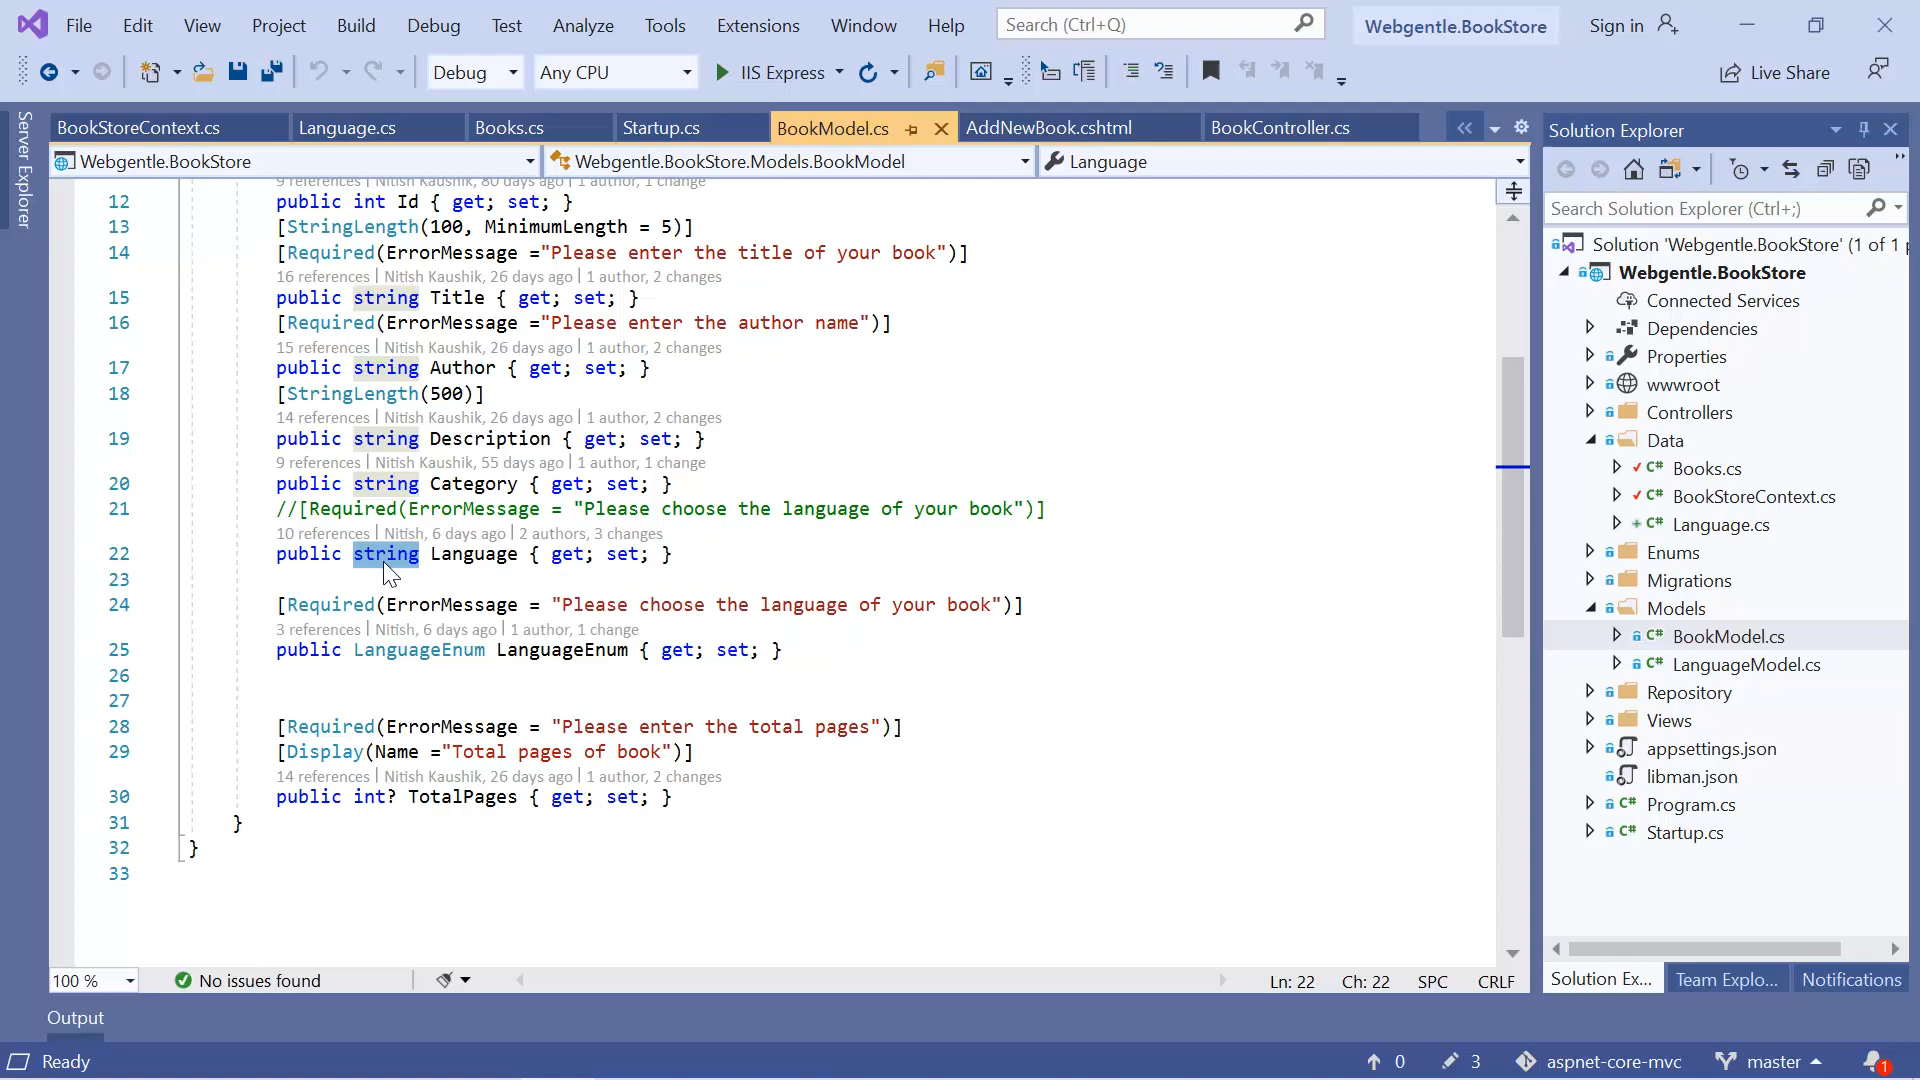 File Edit View Project Build Debug Test Analyze Tools Extensions Window Help Search (Ctrl+Q) Webgentle.BookStore Sign in
Debug Any CPU IIS Express Live Share
Server Explorer
BookStoreContext.cs Language.cs Books.cs Startup.cs BookModel.cs AddNewBook.cshtml BookController.cs
Webgentle.BookStore Webgentle.BookStore.Models.BookModel Language
9 references | Nitish Kaushik, 80 days ago | 1 author, 1 change
12 public int Id { get; set; }
13 [StringLength(100, MinimumLength = 5)]
14 [Required(ErrorMessage ="Please enter the title of your book")]
16 references | Nitish Kaushik, 26 days ago | 1 author, 2 changes
15 public string Title { get; set; }
16 [Required(ErrorMessage ="Please enter the author name")]
15 references | Nitish Kaushik, 26 days ago | 1 author, 2 changes
17 public string Author { get; set; }
18 [StringLength(500)]
14 references | Nitish Kaushik, 26 days ago | 1 author, 2 changes
19 public string Description { get; set; }
9 references | Nitish Kaushik, 55 days ago | 1 author, 1 change
20 public string Category { get; set; }
21 //[Required(ErrorMessage = "Please choose the language of your book")]
10 references | Nitish, 6 days ago | 2 authors, 3 changes
22 public string Language { get; set; }
23
24 [Required(ErrorMessage = "Please choose the language of your book")]
3 references | Nitish, 6 days ago | 1 author, 1 change
25 public LanguageEnum LanguageEnum { get; set; }
26
27
28 [Required(ErrorMessage = "Please enter the total pages")]
29 [Display(Name ="Total pages of book")]
14 references | Nitish Kaushik, 26 days ago | 1 author, 2 changes
30 public int? TotalPages { get; set; }
31 }
32 }
33
100 % No issues found Ln: 22 Ch: 22 SPC CRLF
Solution Explorer
Search Solution Explorer (Ctrl+;)
Solution 'Webgentle.BookStore' (1 of 1 p
Webgentle.BookStore
Connected Services
Dependencies
Properties
wwwroot
Controllers
Data
C# Books.cs
C# BookStoreContext.cs
C# Language.cs
Enums
Migrations
Models
C# BookModel.cs
C# LanguageModel.cs
Repository
Views
appsettings.json
libman.json
C# Program.cs
C# Startup.cs
Solution Ex... Team Explo... Notifications
Output
Ready 0 3 aspnet-core-mvc master 1